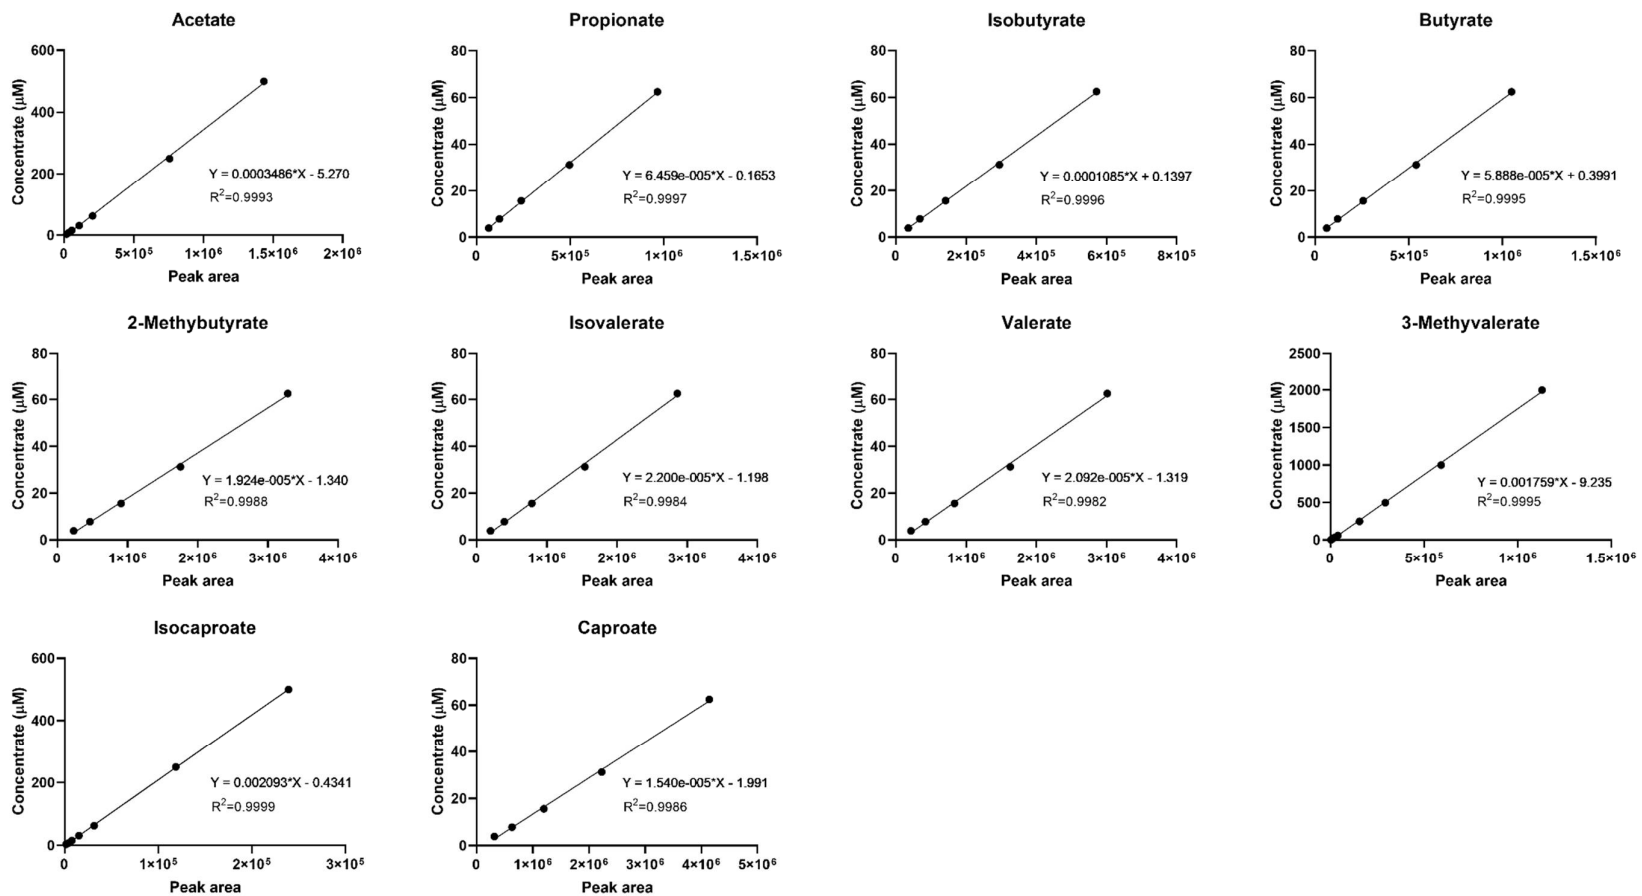 Acetate
600
400
200
0
Concentrate (μM)
Y = 0.0003486*X - 5.270
R²=0.9993
0 5×10⁵ 1×10⁶ 1.5×10⁶ 2×10⁶
Peak area
Propionate
80
60
40
20
0
Concentrate (μM)
Y = 6.459e-005*X - 0.1653
R²=0.9997
0 5×10⁵ 1×10⁶ 1.5×10⁶
Peak area
Isobutyrate
80
60
40
20
0
Concentrate (μM)
Y = 0.0001085*X + 0.1397
R²=0.9996
0 2×10⁵ 4×10⁵ 6×10⁵ 8×10⁵
Peak area
Butyrate
80
60
40
20
0
Concentrate (μM)
Y = 5.888e-005*X + 0.3991
R²=0.9995
0 5×10⁵ 1×10⁶ 1.5×10⁶
Peak area
2-Methybutyrate
80
60
40
20
0
Concentrate (μM)
Y = 1.924e-005*X - 1.340
R²=0.9988
0 1×10⁶ 2×10⁶ 3×10⁶ 4×10⁶
Peak area
Isovalerate
80
60
40
20
0
Concentrate (μM)
Y = 2.200e-005*X - 1.198
R²=0.9984
0 1×10⁶ 2×10⁶ 3×10⁶ 4×10⁶
Peak area
Valerate
80
60
40
20
0
Concentrate (μM)
Y = 2.092e-005*X - 1.319
R²=0.9982
0 1×10⁶ 2×10⁶ 3×10⁶ 4×10⁶
Peak area
3-Methyvalerate
2500
2000
1500
1000
500
0
Concentrate (μM)
Y = 0.001759*X - 9.235
R²=0.9995
0 5×10⁵ 1×10⁶ 1.5×10⁶
Peak area
Isocaproate
600
400
200
0
Concentrate (μM)
Y = 0.002093*X - 0.4341
R²=0.9999
0 1×10⁵ 2×10⁵ 3×10⁵
Peak area
Caproate
80
60
40
20
0
Concentrate (μM)
Y = 1.540e-005*X - 1.991
R²=0.9986
0 1×10⁶ 2×10⁶ 3×10⁶ 4×10⁶ 5×10⁶
Peak area